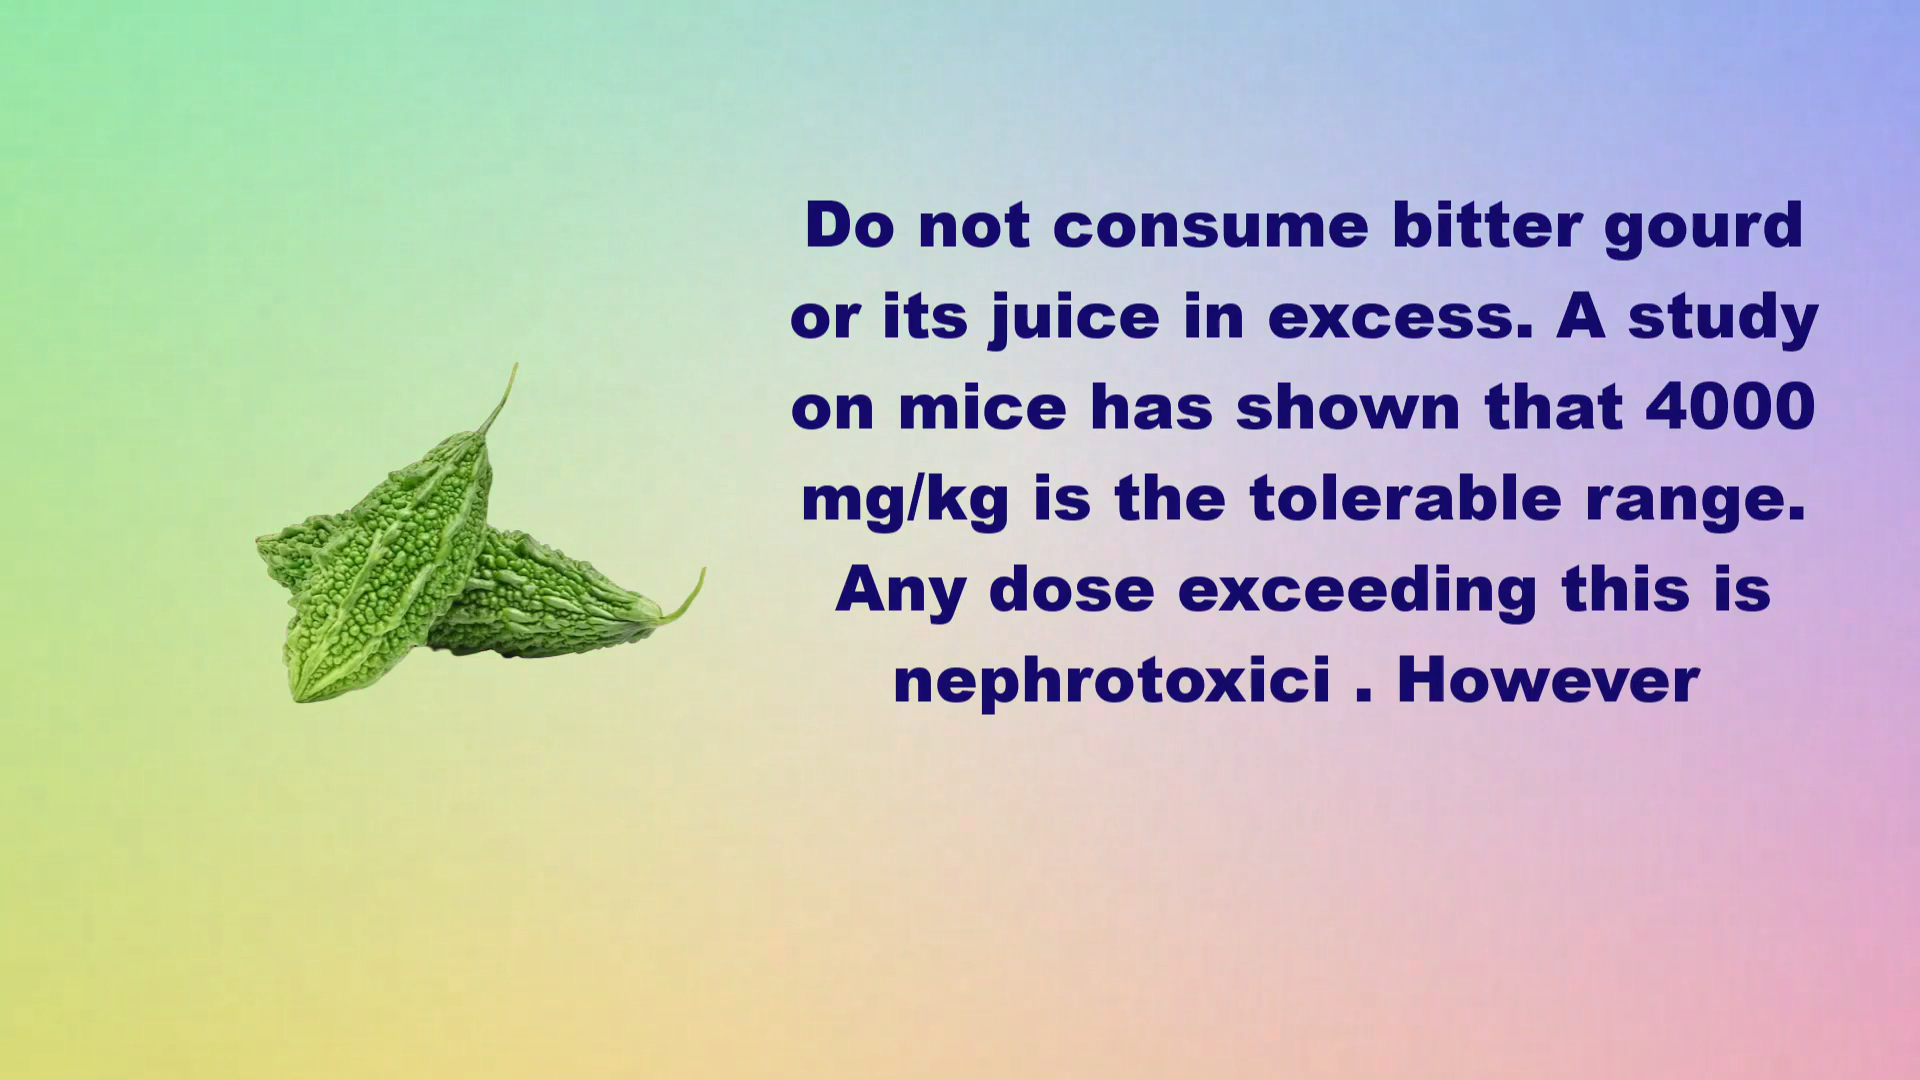 Do not consume bitter gourd
or its juice in excess. A study
on mice has shown that 4000
mg/kg is the tolerable range.
Any dose exceeding this is
nephrotoxici . However